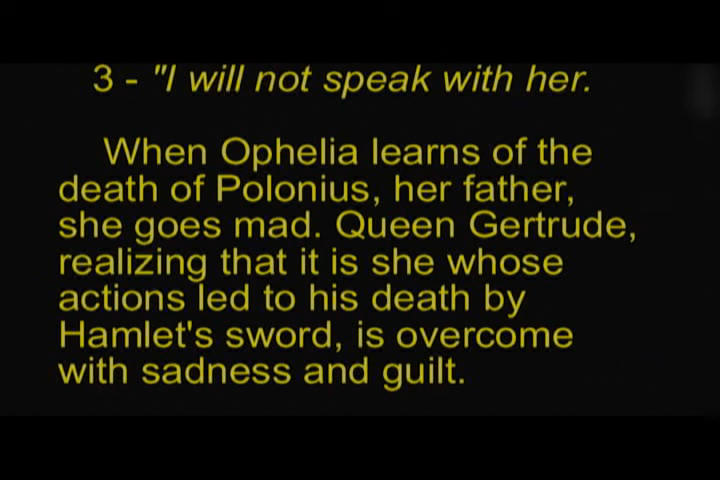 3 - "I will not speak with her.
When Ophelia learns of the
death of Polonius, her father,
she goes mad. Queen Gertrude,
realizing that it is she whose
actions led to his death by
Hamlet's sword, is overcome
with sadness and guilt.